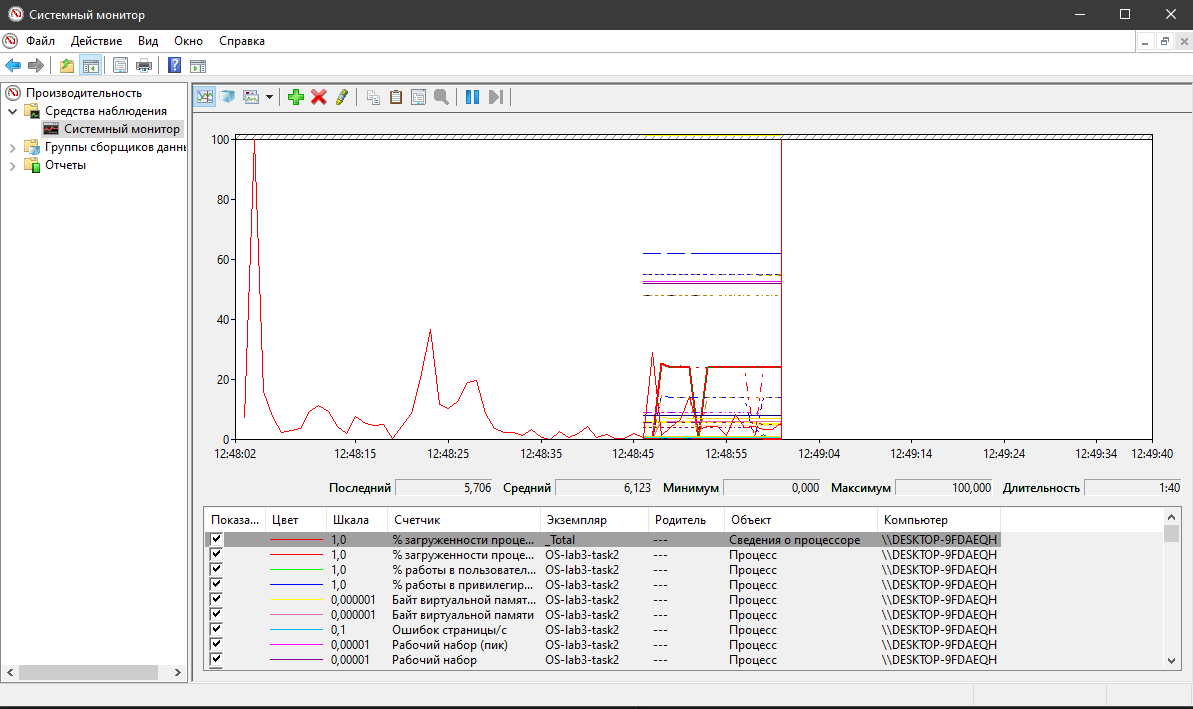 Системный монитор
Файл Действие Вид Окно Справка
Производительность
Средства наблюдения
Системный монитор
Группы сборщиков даннь
Отчеты
100
80
60
40
20
0
12:48:02 12:48:15 12:48:25 12:48:35 12:48:45 12:48:55 12:49:04 12:49:14 12:49:24 12:49:34 12:49:40
Последний 5,706 Средний 6,123 Минимум 0,000 Максимум 100,000 Длительность 1:40
Показа... Цвет Шкала Счетчик Экземпляр Родитель Объект Компьютер
1,0 % загруженности проце... _Total --- Сведения о процессоре \\DESKTOP-9FDAEQH
1,0 % загруженности проце... OS-lab3-task2 --- Процесс \\DESKTOP-9FDAEQH
1,0 % работы в пользовател... OS-lab3-task2 --- Процесс \\DESKTOP-9FDAEQH
1,0 % работы в привилегир... OS-lab3-task2 --- Процесс \\DESKTOP-9FDAEQH
0,000001 Байт виртуальной памят... OS-lab3-task2 --- Процесс \\DESKTOP-9FDAEQH
0,000001 Байт виртуальной памяти OS-lab3-task2 --- Процесс \\DESKTOP-9FDAEQH
0,1 Ошибок страницы/с OS-lab3-task2 --- Процесс \\DESKTOP-9FDAEQH
0,00001 Рабочий набор (пик) OS-lab3-task2 --- Процесс \\DESKTOP-9FDAEQH
0,00001 Рабочий набор OS-lab3-task2 --- Процесс \\DESKTOP-9FDAEQH